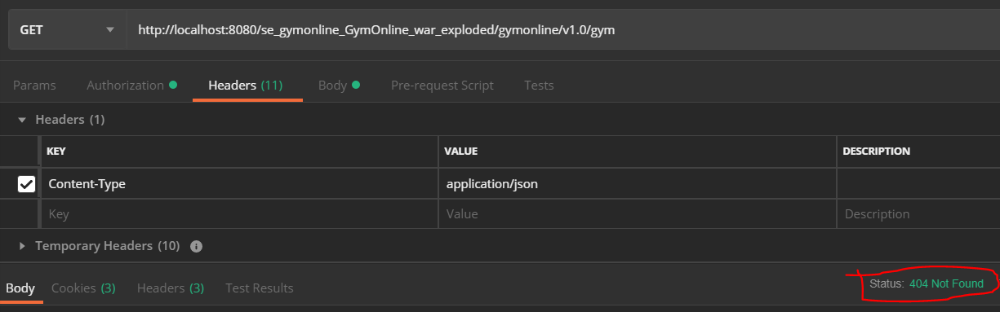 GET http://localhost:8080/se_gymonline_GymOnline_war_exploded/gymonline/v1.0/gym
Params Authorization Headers (11) Body Pre-request Script Tests
Headers (1)
KEY VALUE DESCRIPTION
Content-Type application/json
Key Value Description
Temporary Headers (10) i
Body Cookies (3) Headers (3) Test Results Status: 404 Not Found